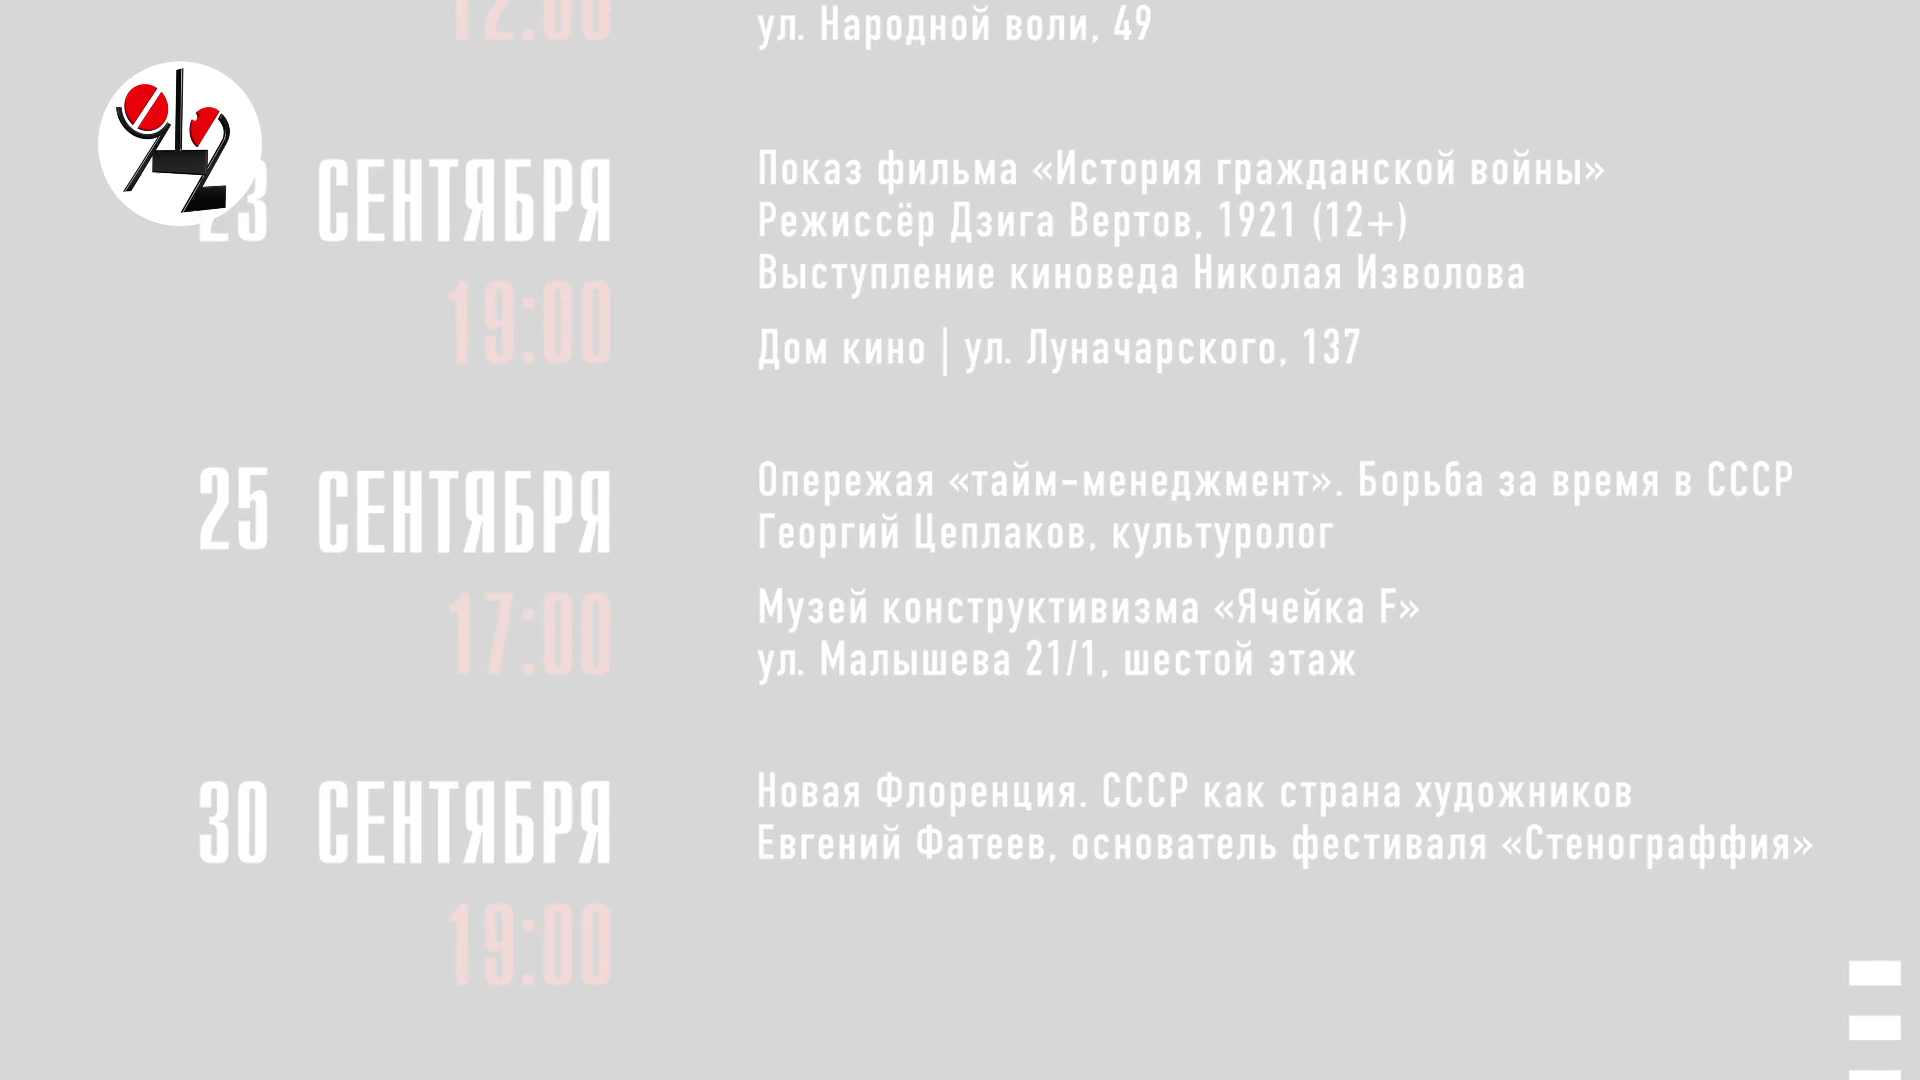 12:00
ул. Народной воли, 49
23 СЕНТЯБРЯ
19:00
Показ фильма «История гражданской войны»
Режиссёр Дзига Вертов, 1921 (12+)
Выступление киноведа Николая Изволова
Дом кино | ул. Луначарского, 137
25 СЕНТЯБРЯ
17:00
Опережая «тайм-менеджмент». Борьба за время в СССР
Георгий Цеплаков, культуролог
Музей конструктивизма «Ячейка F»
ул. Малышева 21/1, шестой этаж
30 СЕНТЯБРЯ
19:00
Новая Флоренция. СССР как страна художников
Евгений Фатеев, основатель фестиваля «Стенограффия»